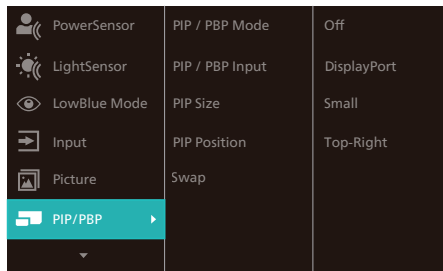 PowerSensor
LightSensor
LowBlue Mode
Input
Picture
PIP/PBP
PIP / PBP Mode
PIP / PBP Input
PIP Size
PIP Position
Swap
Off
DisplayPort
Small
Top-Right